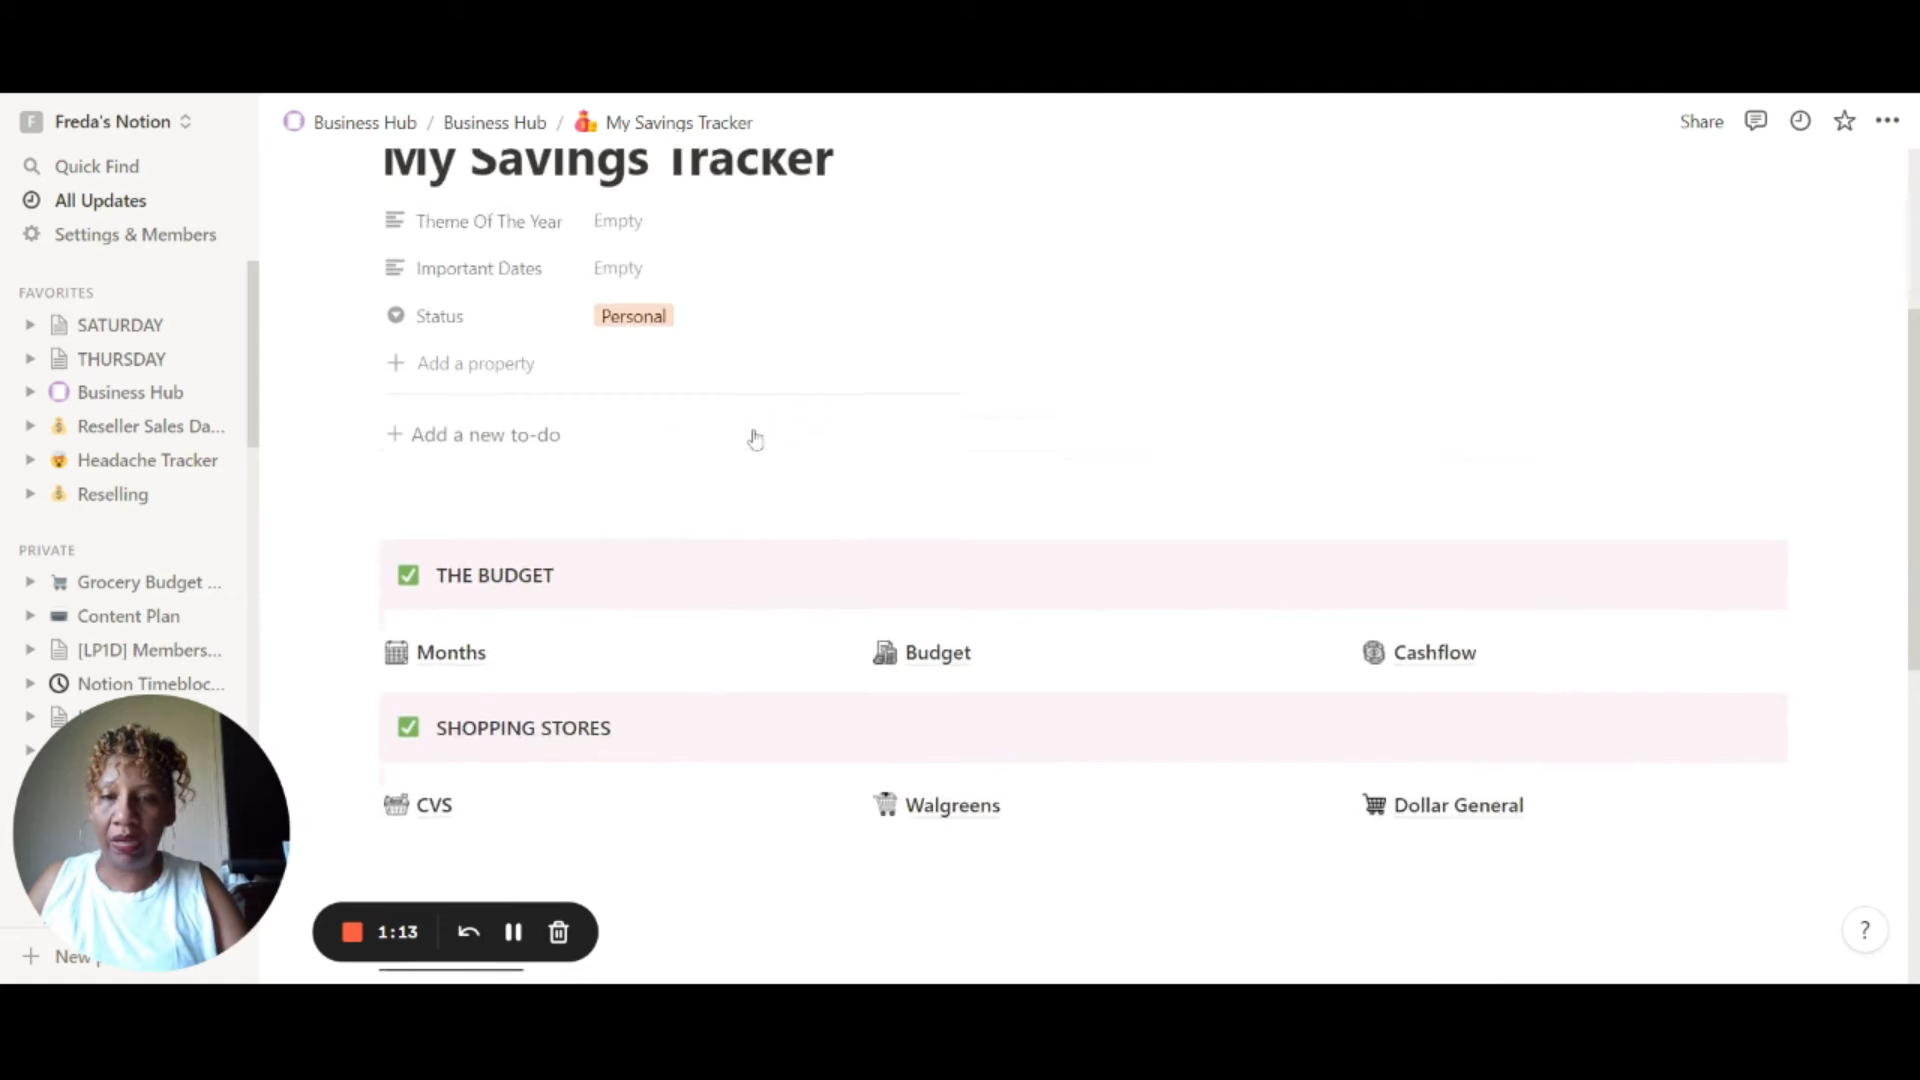 F Freda's Notion
Quick Find
All Updates
Settings & Members
FAVORITES
SATURDAY
THURSDAY
Business Hub
Reseller Sales Da...
Headache Tracker
Reselling
PRIVATE
Grocery Budget ...
Content Plan
[LP1D] Members...
Notion Timebloc...
New
Business Hub / Business Hub / My Savings Tracker
Share
My Savings Tracker
Theme Of The Year Empty
Important Dates Empty
Status Personal
+ Add a property
+ Add a new to-do
THE BUDGET
Months Budget Cashflow
SHOPPING STORES
CVS Walgreens Dollar General
1:13
?